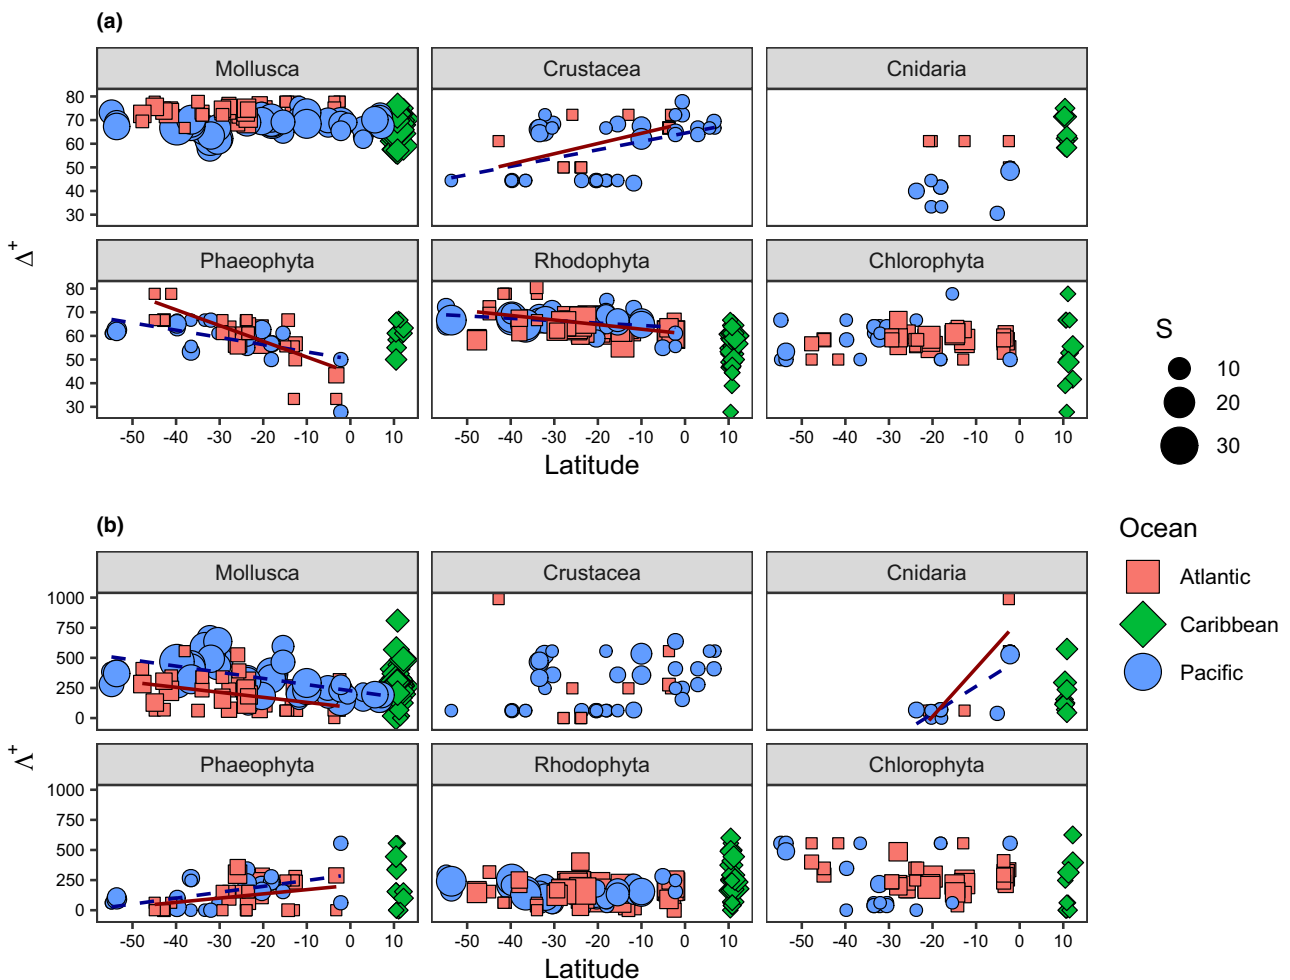 (a)
Mollusca Crustacea Cnidaria
80
70
60
50
40
30
Δ+
Phaeophyta Rhodophyta Chlorophyta
80
70
60
50
40
30
-50 -40 -30 -20 -10 0 10 -50 -40 -30 -20 -10 0 10 -50 -40 -30 -20 -10 0 10
Latitude
S
10
20
30
(b)
Mollusca Crustacea Cnidaria
1000
750
500
250
0
Λ+
Phaeophyta Rhodophyta Chlorophyta
1000
750
500
250
0
-50 -40 -30 -20 -10 0 10 -50 -40 -30 -20 -10 0 10 -50 -40 -30 -20 -10 0 10
Latitude
Ocean
Atlantic
Caribbean
Pacific